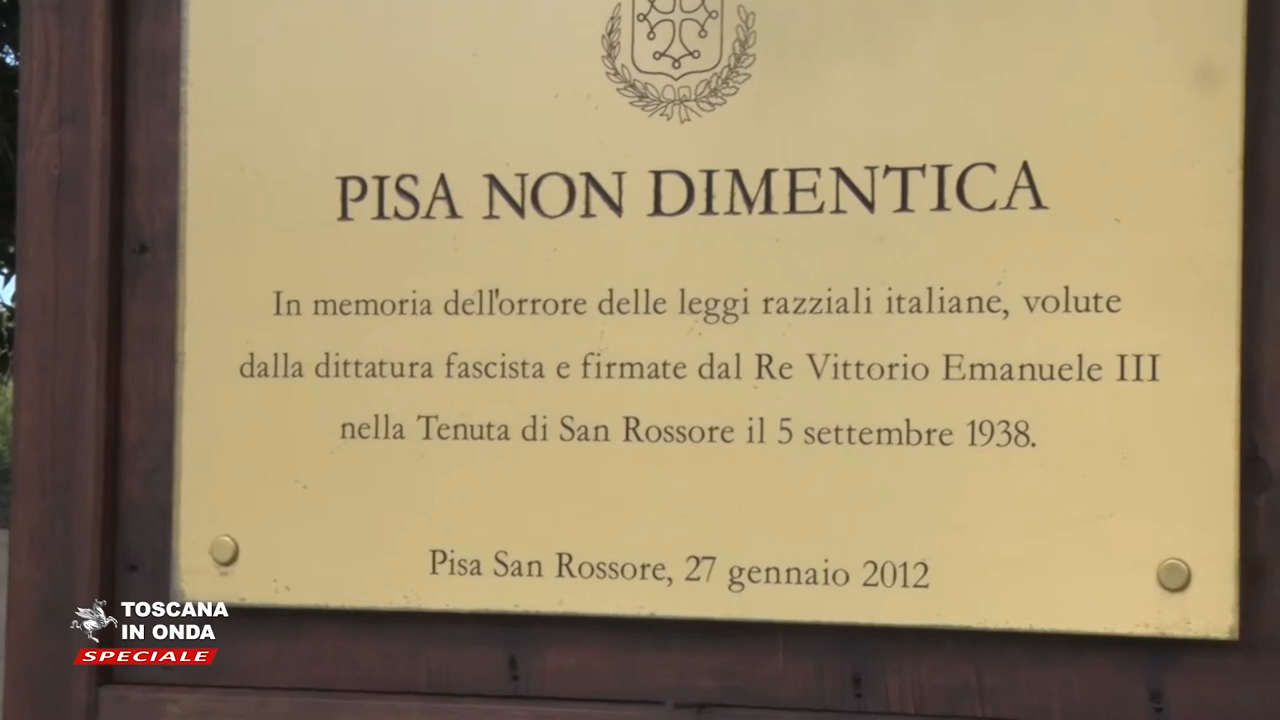 PISA NON DIMENTICA
In memoria dell'orrore delle leggi razziali italiane, volute
dalla dittatura fascista e firmate dal Re Vittorio Emanuele III
nella Tenuta di San Rossore il 5 settembre 1938.
Pisa San Rossore, 27 gennaio 2012
TOSCANA
IN ONDA
SPECIALE